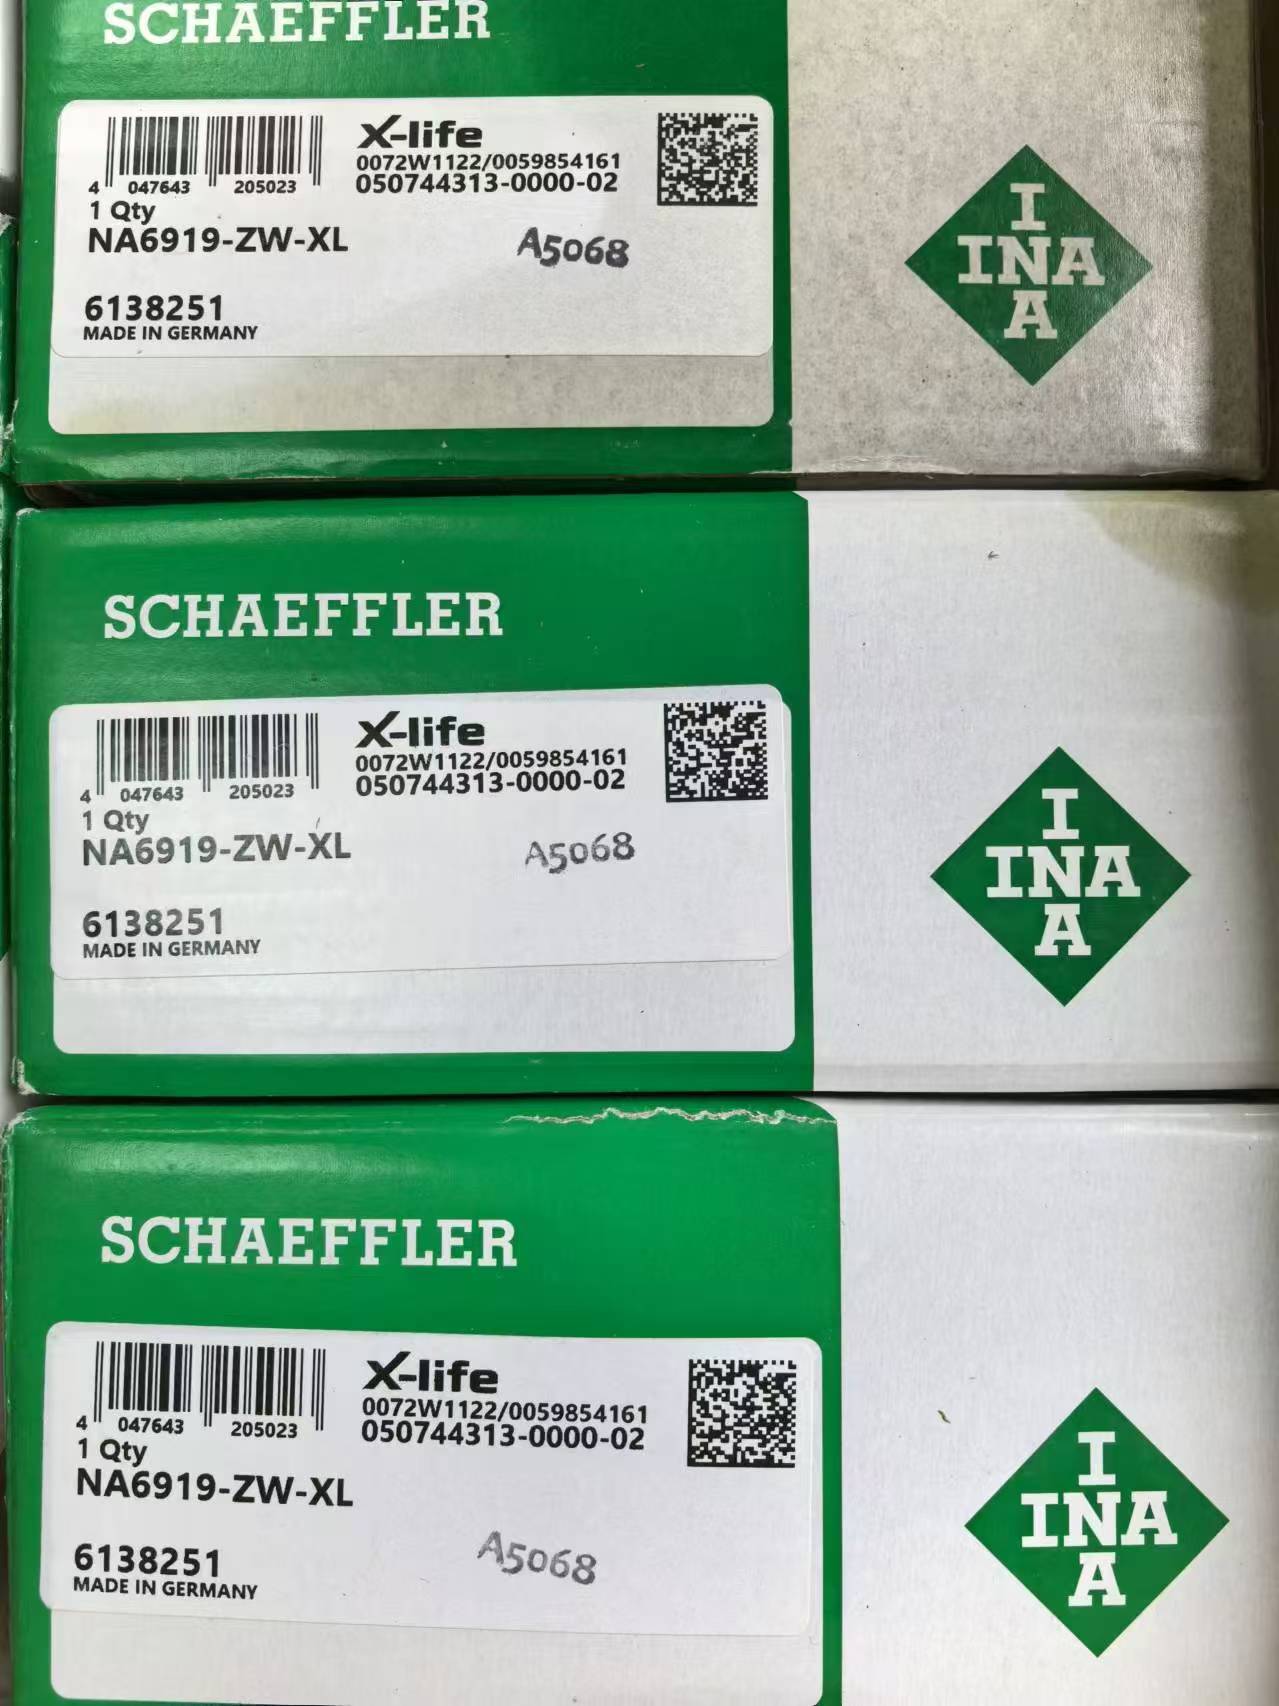 SCHAEFFLER
X-life
0072W1122/0059854161
050744313-0000-02
4 047643 205023
1 Qty
NA6919-ZW-XL
A5068
6138251
MADE IN GERMANY
I
INA
A
SCHAEFFLER
X-life
0072W1122/0059854161
050744313-0000-02
4 047643 205023
1 Qty
NA6919-ZW-XL
A5068
6138251
MADE IN GERMANY
I
INA
A
SCHAEFFLER
X-life
0072W1122/0059854161
050744313-0000-02
4 047643 205023
1 Qty
NA6919-ZW-XL
A5068
6138251
MADE IN GERMANY
I
INA
A